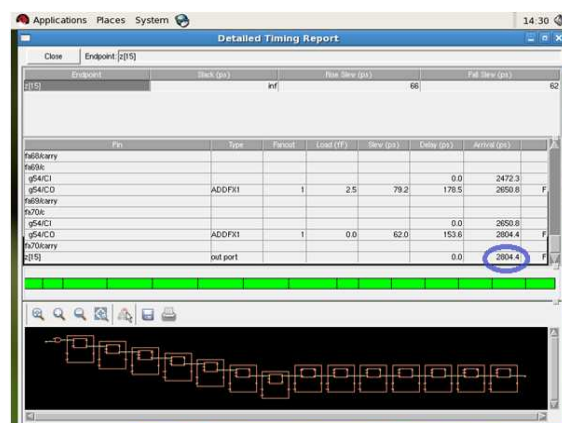 Applications Places System 14:30
Detailed Timing Report
Close Endpoint: z[15]
Endpoint Slack (ps) Rise Slew (ps) Fall Slew (ps)
z[15] inf 66 62
Pin Type Fanout Load (fF) Slew (ps) Delay (ps) Arrival (ps)
fa68/carry
fa69/c
g54/CI 0.0 2472.3
g54/CO ADDFX1 1 2.5 79.2 178.5 2650.8 F
fa69/carry
fa70/c
g54/CI 0.0 2650.8
g54/CO ADDFX1 1 0.0 62.0 153.6 2804.4 F
fa70/carry
z[15] out port 0.0 2804.4 F